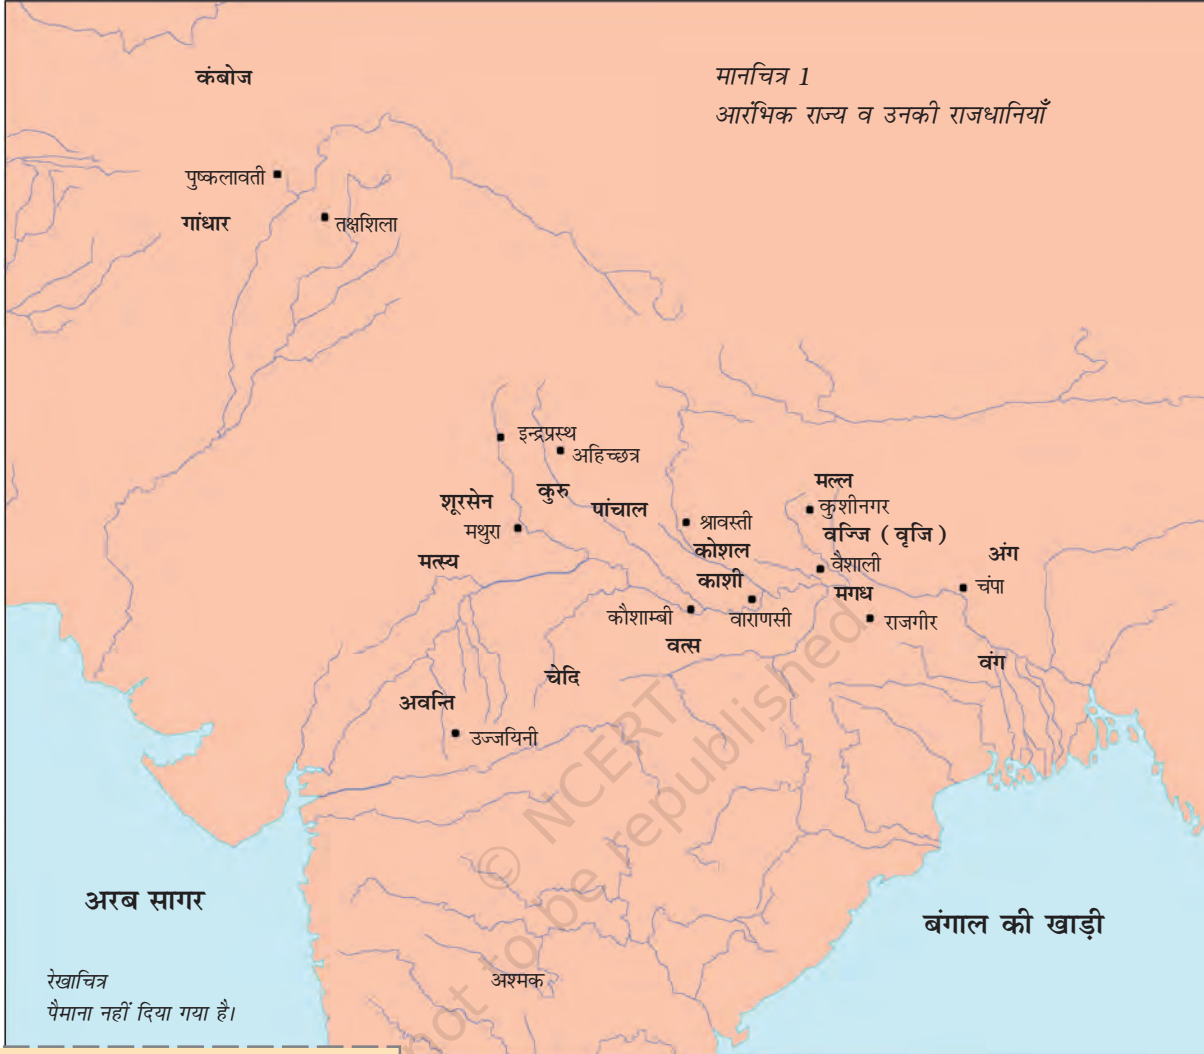 कंबोज
मानचित्र 1
आरंभिक राज्य व उनकी राजधानियाँ
पुष्कलावती
गांधार
तक्षशिला
इन्द्रप्रस्थ
अहिच्छत्र
मल्ल
कुरु
शूरसेन
पांचाल
कुशीनगर
मथुरा
श्रावस्ती
वज्जि ( वृजि )
कोशल
अंग
मत्स्य
वैशाली
काशी
चंपा
मगध
कौशाम्बी
वाराणसी
राजगीर
वत्स
वंग
चेदि
अवन्ति
उज्जयिनी
© NCERT
not to be republished
अरब सागर
बंगाल की खाड़ी
रेखाचित्र
अश्मक
पैमाना नहीं दिया गया है।